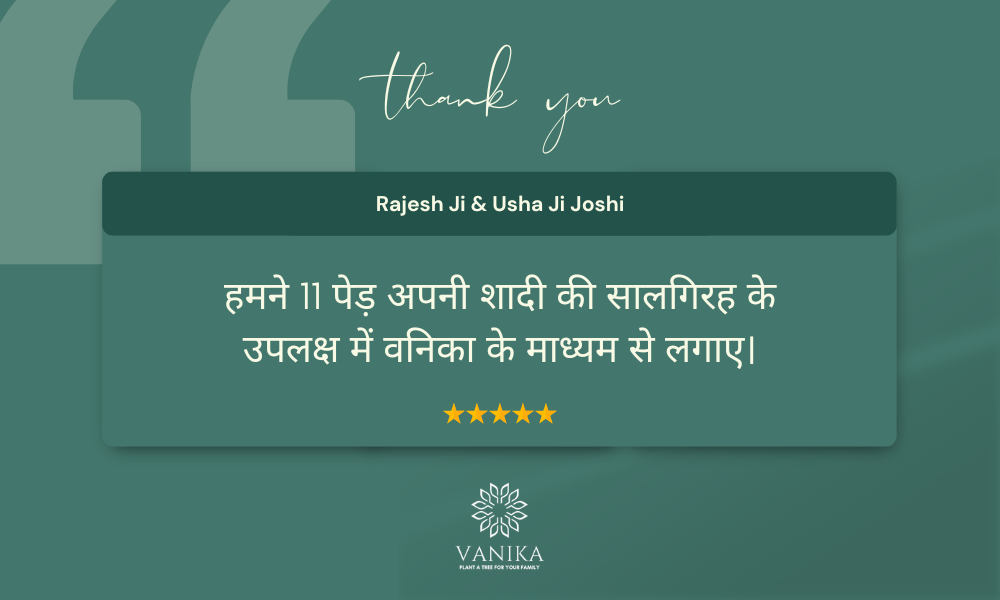 thank you
Rajesh Ji & Usha Ji Joshi
हमने 11 पेड़ अपनी शादी की सालगिरह के
उपलक्ष में वनिका के माध्यम से लगाए।
VANIKA
PLANT A TREE FOR YOUR FAMILY